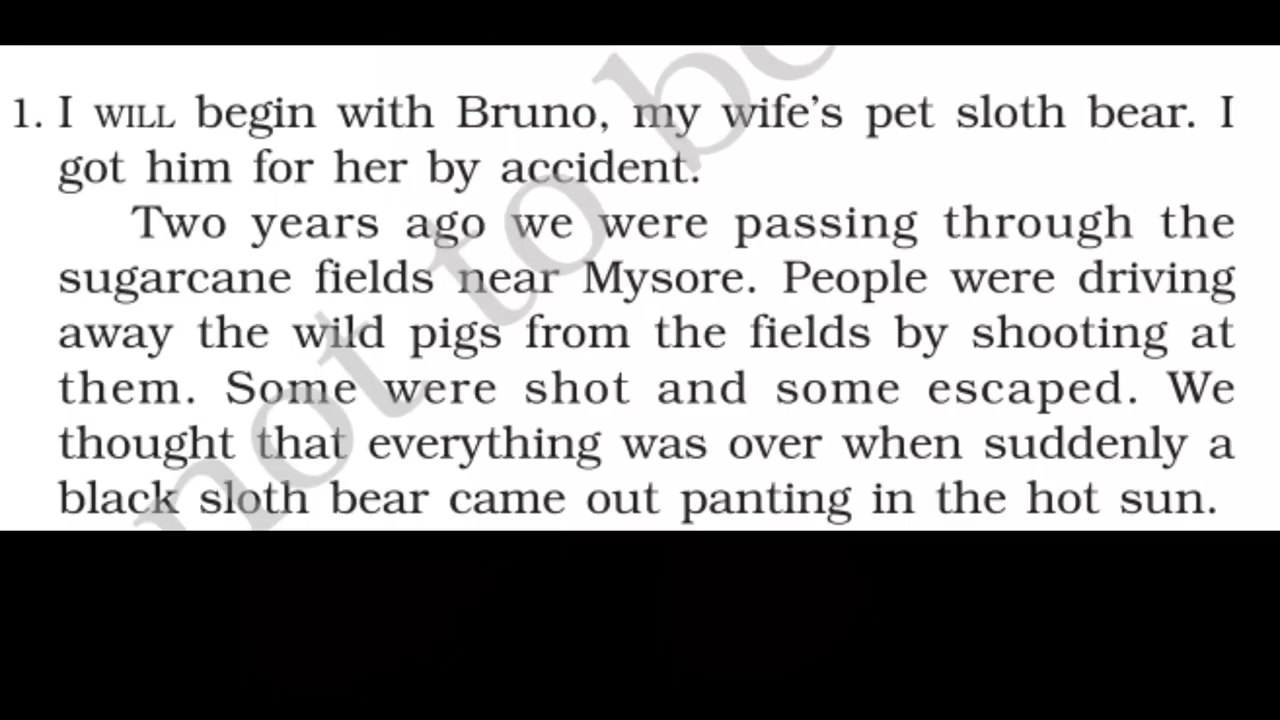 1. I WILL begin with Bruno, my wife's pet sloth bear. I
got him for her by accident.
Two years ago we were passing through the
sugarcane fields near Mysore. People were driving
away the wild pigs from the fields by shooting at
them. Some were shot and some escaped. We
thought that everything was over when suddenly a
black sloth bear came out panting in the hot sun.
not to be